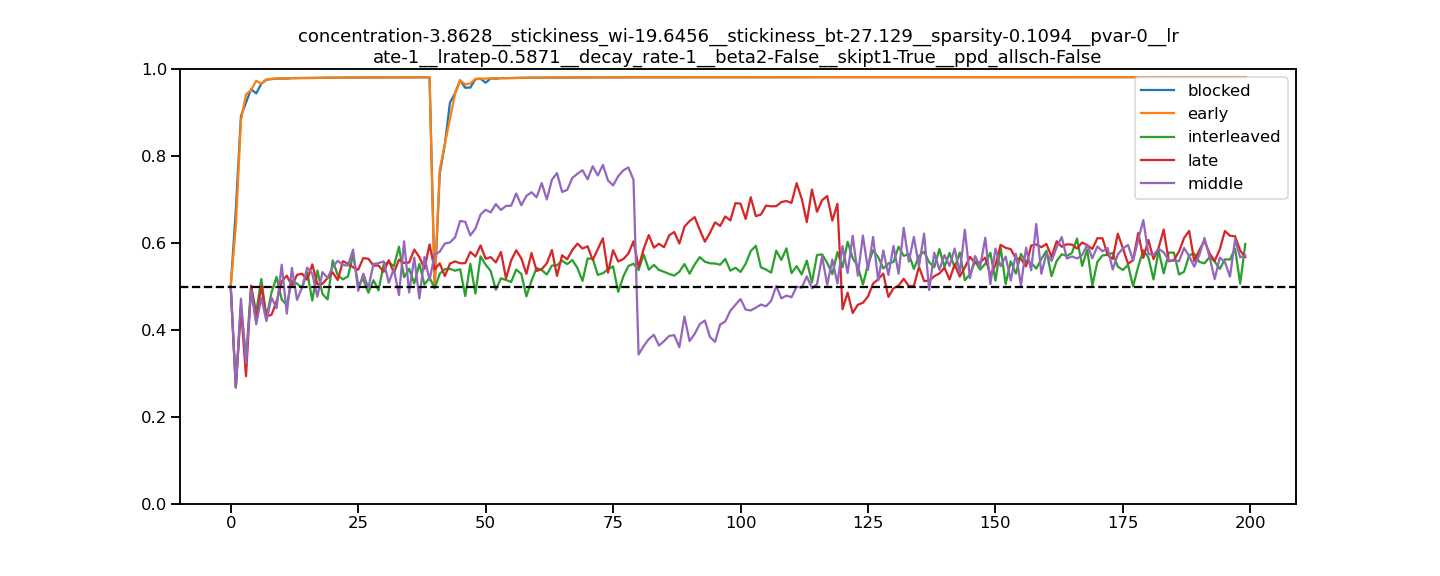 concentration-3.8628__stickiness_wi-19.6456__stickiness_bt-27.129__sparsity-0.1094__pvar-0__lr
ate-1__lratep-0.5871__decay_rate-1__beta2-False__skipt1-True__ppd_allsch-False
1.0
0.8
0.6
0.4
0.2
0.0
0
25
50
75
100
125
150
175
200
blocked
early
interleaved
late
middle